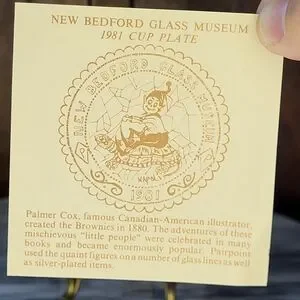 NEW BEDFORD GLASS MUSEUM
1981 CUP PLATE
NEW BEDFORD GLASS MUSEUM
1981
Palmer Cox, famous Canadian-American illustrator,
created the Brownies in 1880. The adventures of these
mischievous "little people" were celebrated in many
books and became enormously popular. Pairpoint
used the quaint figures on a number of glass lines as well
as silver-plated items.